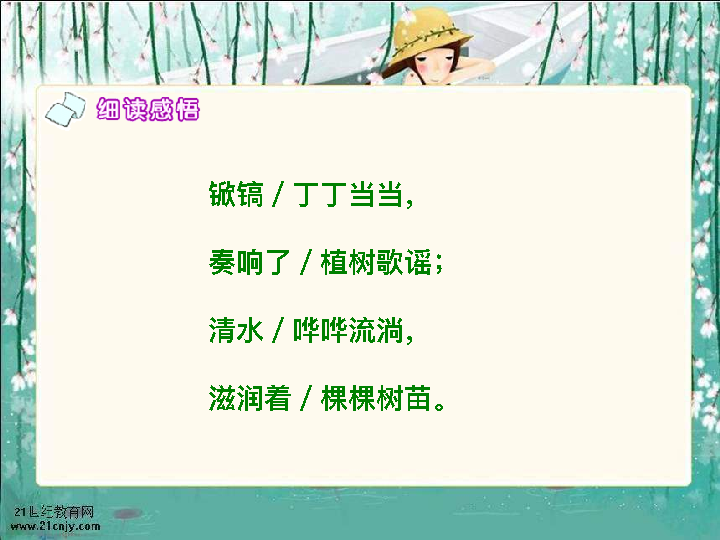 细读感悟
锨镐／丁丁当当，
奏响了／植树歌谣；
清水／哗哗流淌，
滋润着／棵棵树苗。
21世纪教育网
www.21cnjy.com